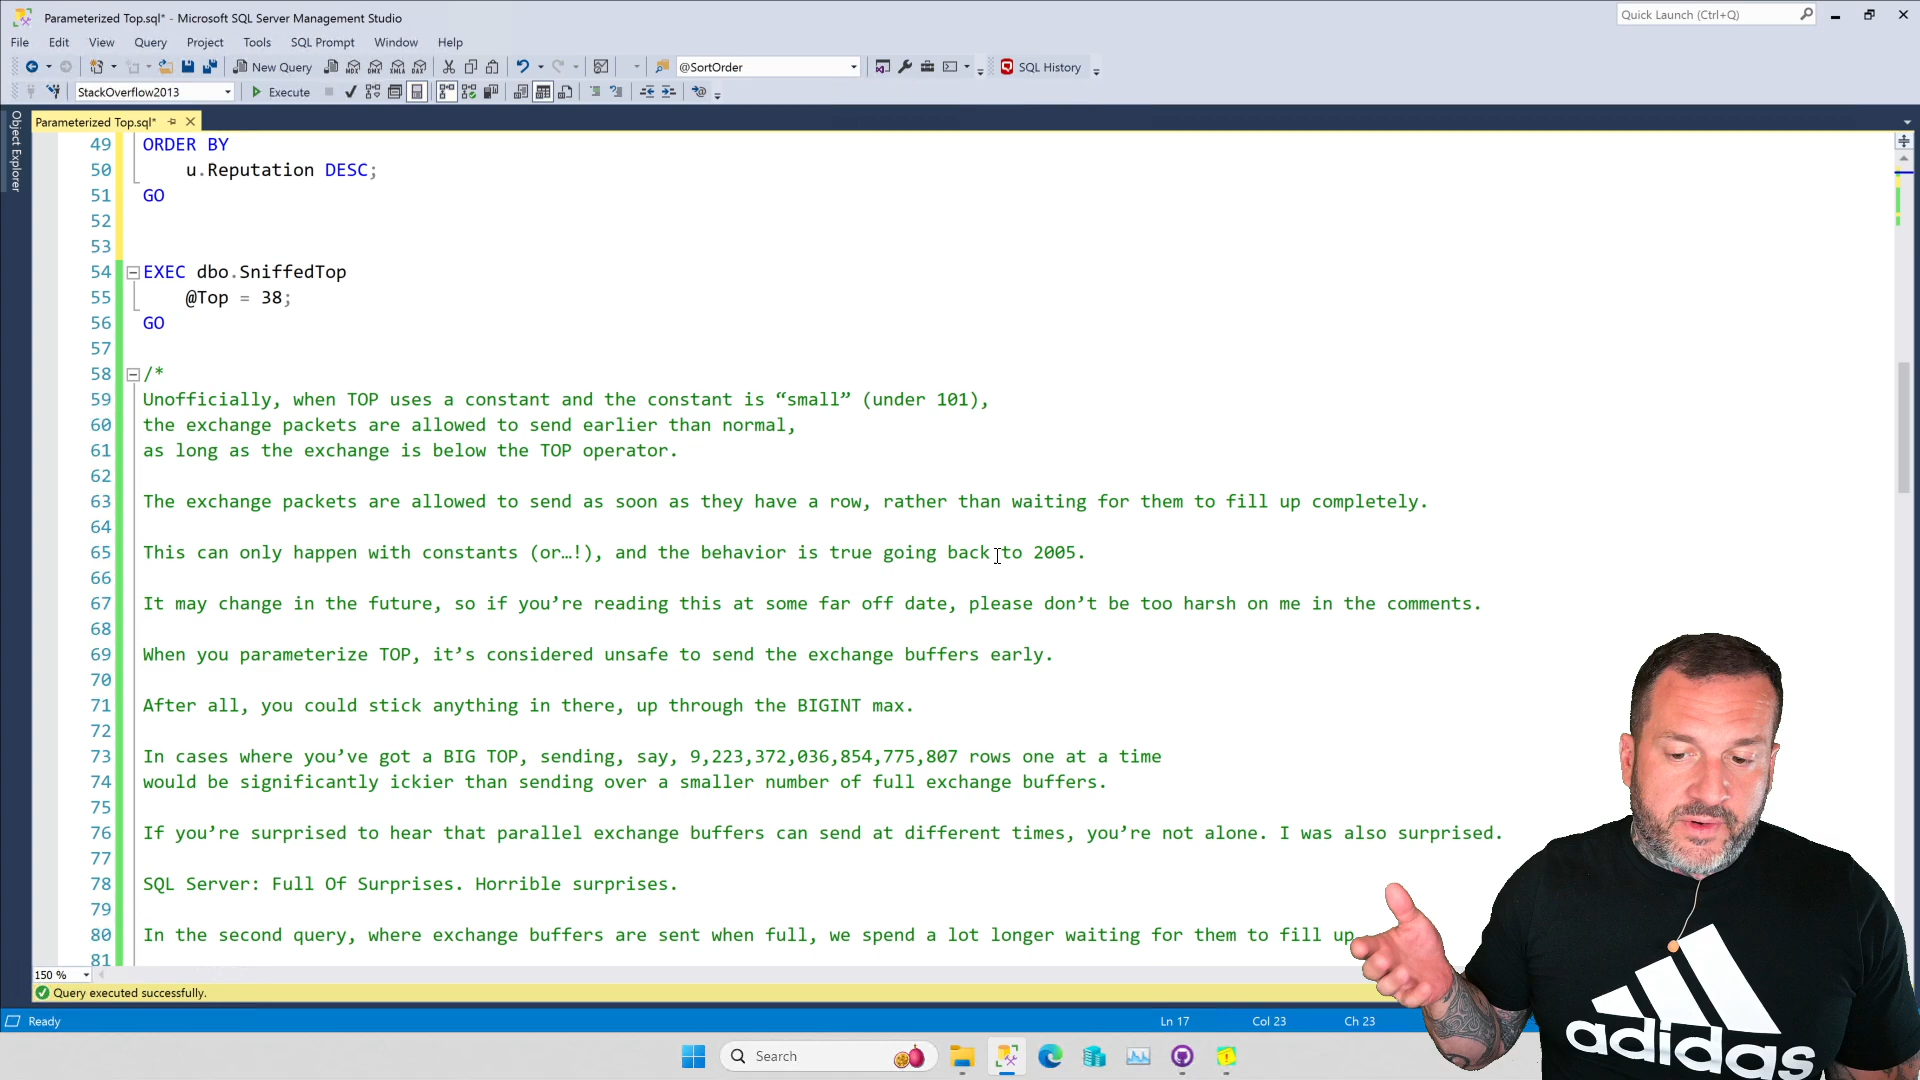 Parameterized Top.sql* - Microsoft SQL Server Management Studio
Quick Launch (Ctrl+Q)
File Edit View Query Project Tools SQL Prompt Window Help
New Query @SortOrder SQL History
StackOverflow2013 Execute
Object Explorer
Parameterized Top.sql*
49 ORDER BY
50 u.Reputation DESC;
51 GO
52
53
54 EXEC dbo.SniffedTop
55 @Top = 38;
56 GO
57
58 /*
59 Unofficially, when TOP uses a constant and the constant is “small” (under 101),
60 the exchange packets are allowed to send earlier than normal,
61 as long as the exchange is below the TOP operator.
62
63 The exchange packets are allowed to send as soon as they have a row, rather than waiting for them to fill up completely.
64
65 This can only happen with constants (or…!), and the behavior is true going back to 2005.
66
67 It may change in the future, so if you’re reading this at some far off date, please don’t be too harsh on me in the comments.
68
69 When you parameterize TOP, it’s considered unsafe to send the exchange buffers early.
70
71 After all, you could stick anything in there, up through the BIGINT max.
72
73 In cases where you’ve got a BIG TOP, sending, say, 9,223,372,036,854,775,807 rows one at a time
74 would be significantly ickier than sending over a smaller number of full exchange buffers.
75
76 If you’re surprised to hear that parallel exchange buffers can send at different times, you’re not alone. I was also surprised.
77
78 SQL Server: Full Of Surprises. Horrible surprises.
79
80 In the second query, where exchange buffers are sent when full, we spend a lot longer waiting for them to fill up
81
150 %
Query executed successfully.
Ready Ln 17 Col 23 Ch 23
Search
adidas